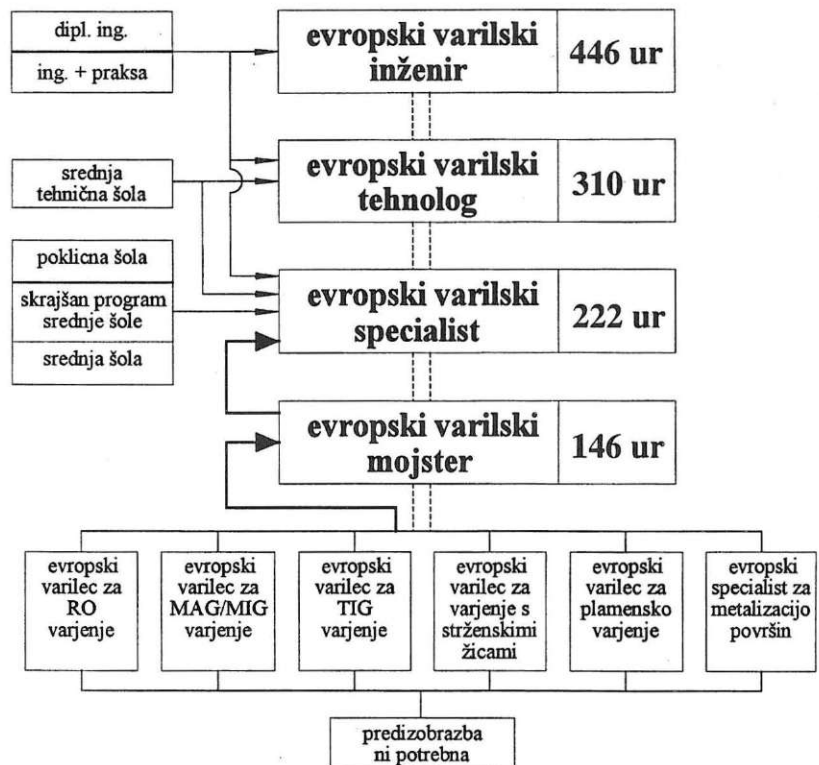 dipl. ing.
ing. + praksa
evropski varilski
inženir
446 ur
srednja
tehnična šola
evropski varilski
tehnolog
310 ur
poklicna šola
skrajšan program
srednje šole
srednja šola
evropski varilski
specialist
222 ur
evropski varilski
mojster
146 ur
evropski
varilec za
RO
varjenje
evropski
varilec za
MAG/MIG
varjenje
evropski
varilec za
TIG
varjenje
evropski
varilec za
varjenje s
strženskimi
žicami
evropski
varilec za
plamensko
varjenje
evropski
specialist za
metalizacijo
površin
predizobrazba
ni potrebna